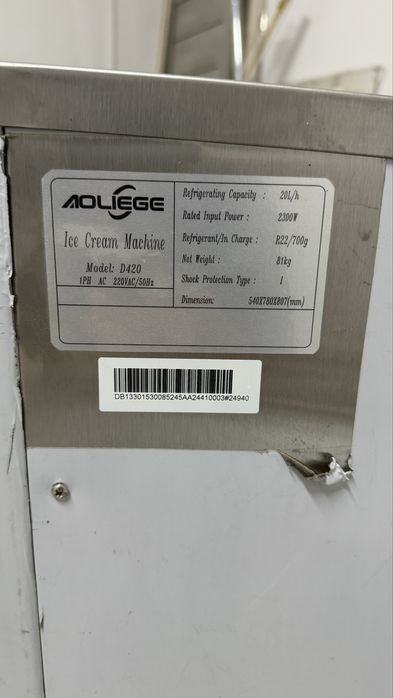 AOLIEGE
Ice Cream Machine
Model: D420
1PH AC 220VAC/50Hz
Refrigerating Capacity : 20L/h
Rated Input Power : 2300W
Refrigerant/In Charge : R22/700g
Net Weight : 81kg
Shock Protection Type : I
Dimension: 540X780X807(mm)
DB13301530085245AA24410003#24940